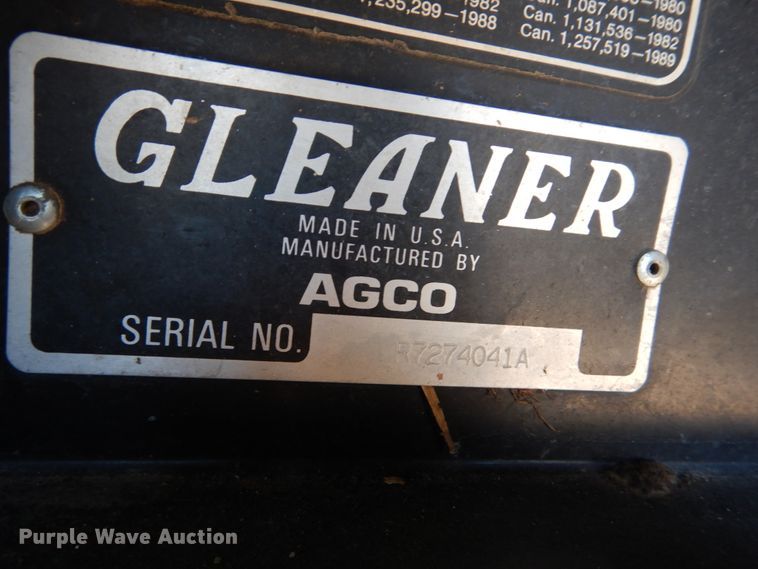 1982
Can. 1,087,401–1980
,235,299–1988
Can. 1,131,536–1982
Can. 1,257,519–1989
GLEANER
MADE IN U.S.A.
MANUFACTURED BY
AGCO
SERIAL NO. R7274041A
Purple Wave Auction